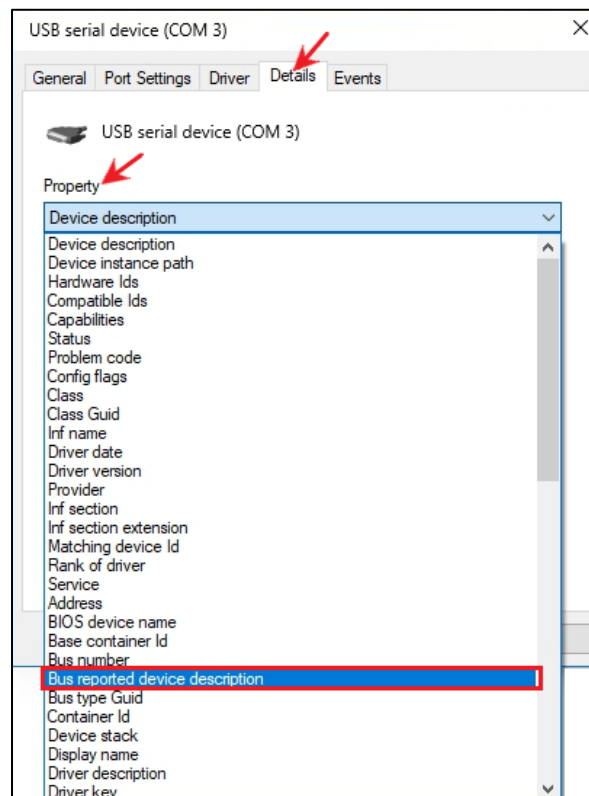 USB serial device (COM 3)
General Port Settings Driver Details Events
USB serial device (COM 3)
Property
Device description
Device description
Device instance path
Hardware Ids
Compatible Ids
Capabilities
Status
Problem code
Config flags
Class
Class Guid
Inf name
Driver date
Driver version
Provider
Inf section
Inf section extension
Matching device Id
Rank of driver
Service
Address
BIOS device name
Base container Id
Bus number
Bus reported device description
Bus type Guid
Container Id
Device stack
Display name
Driver description
Driver key